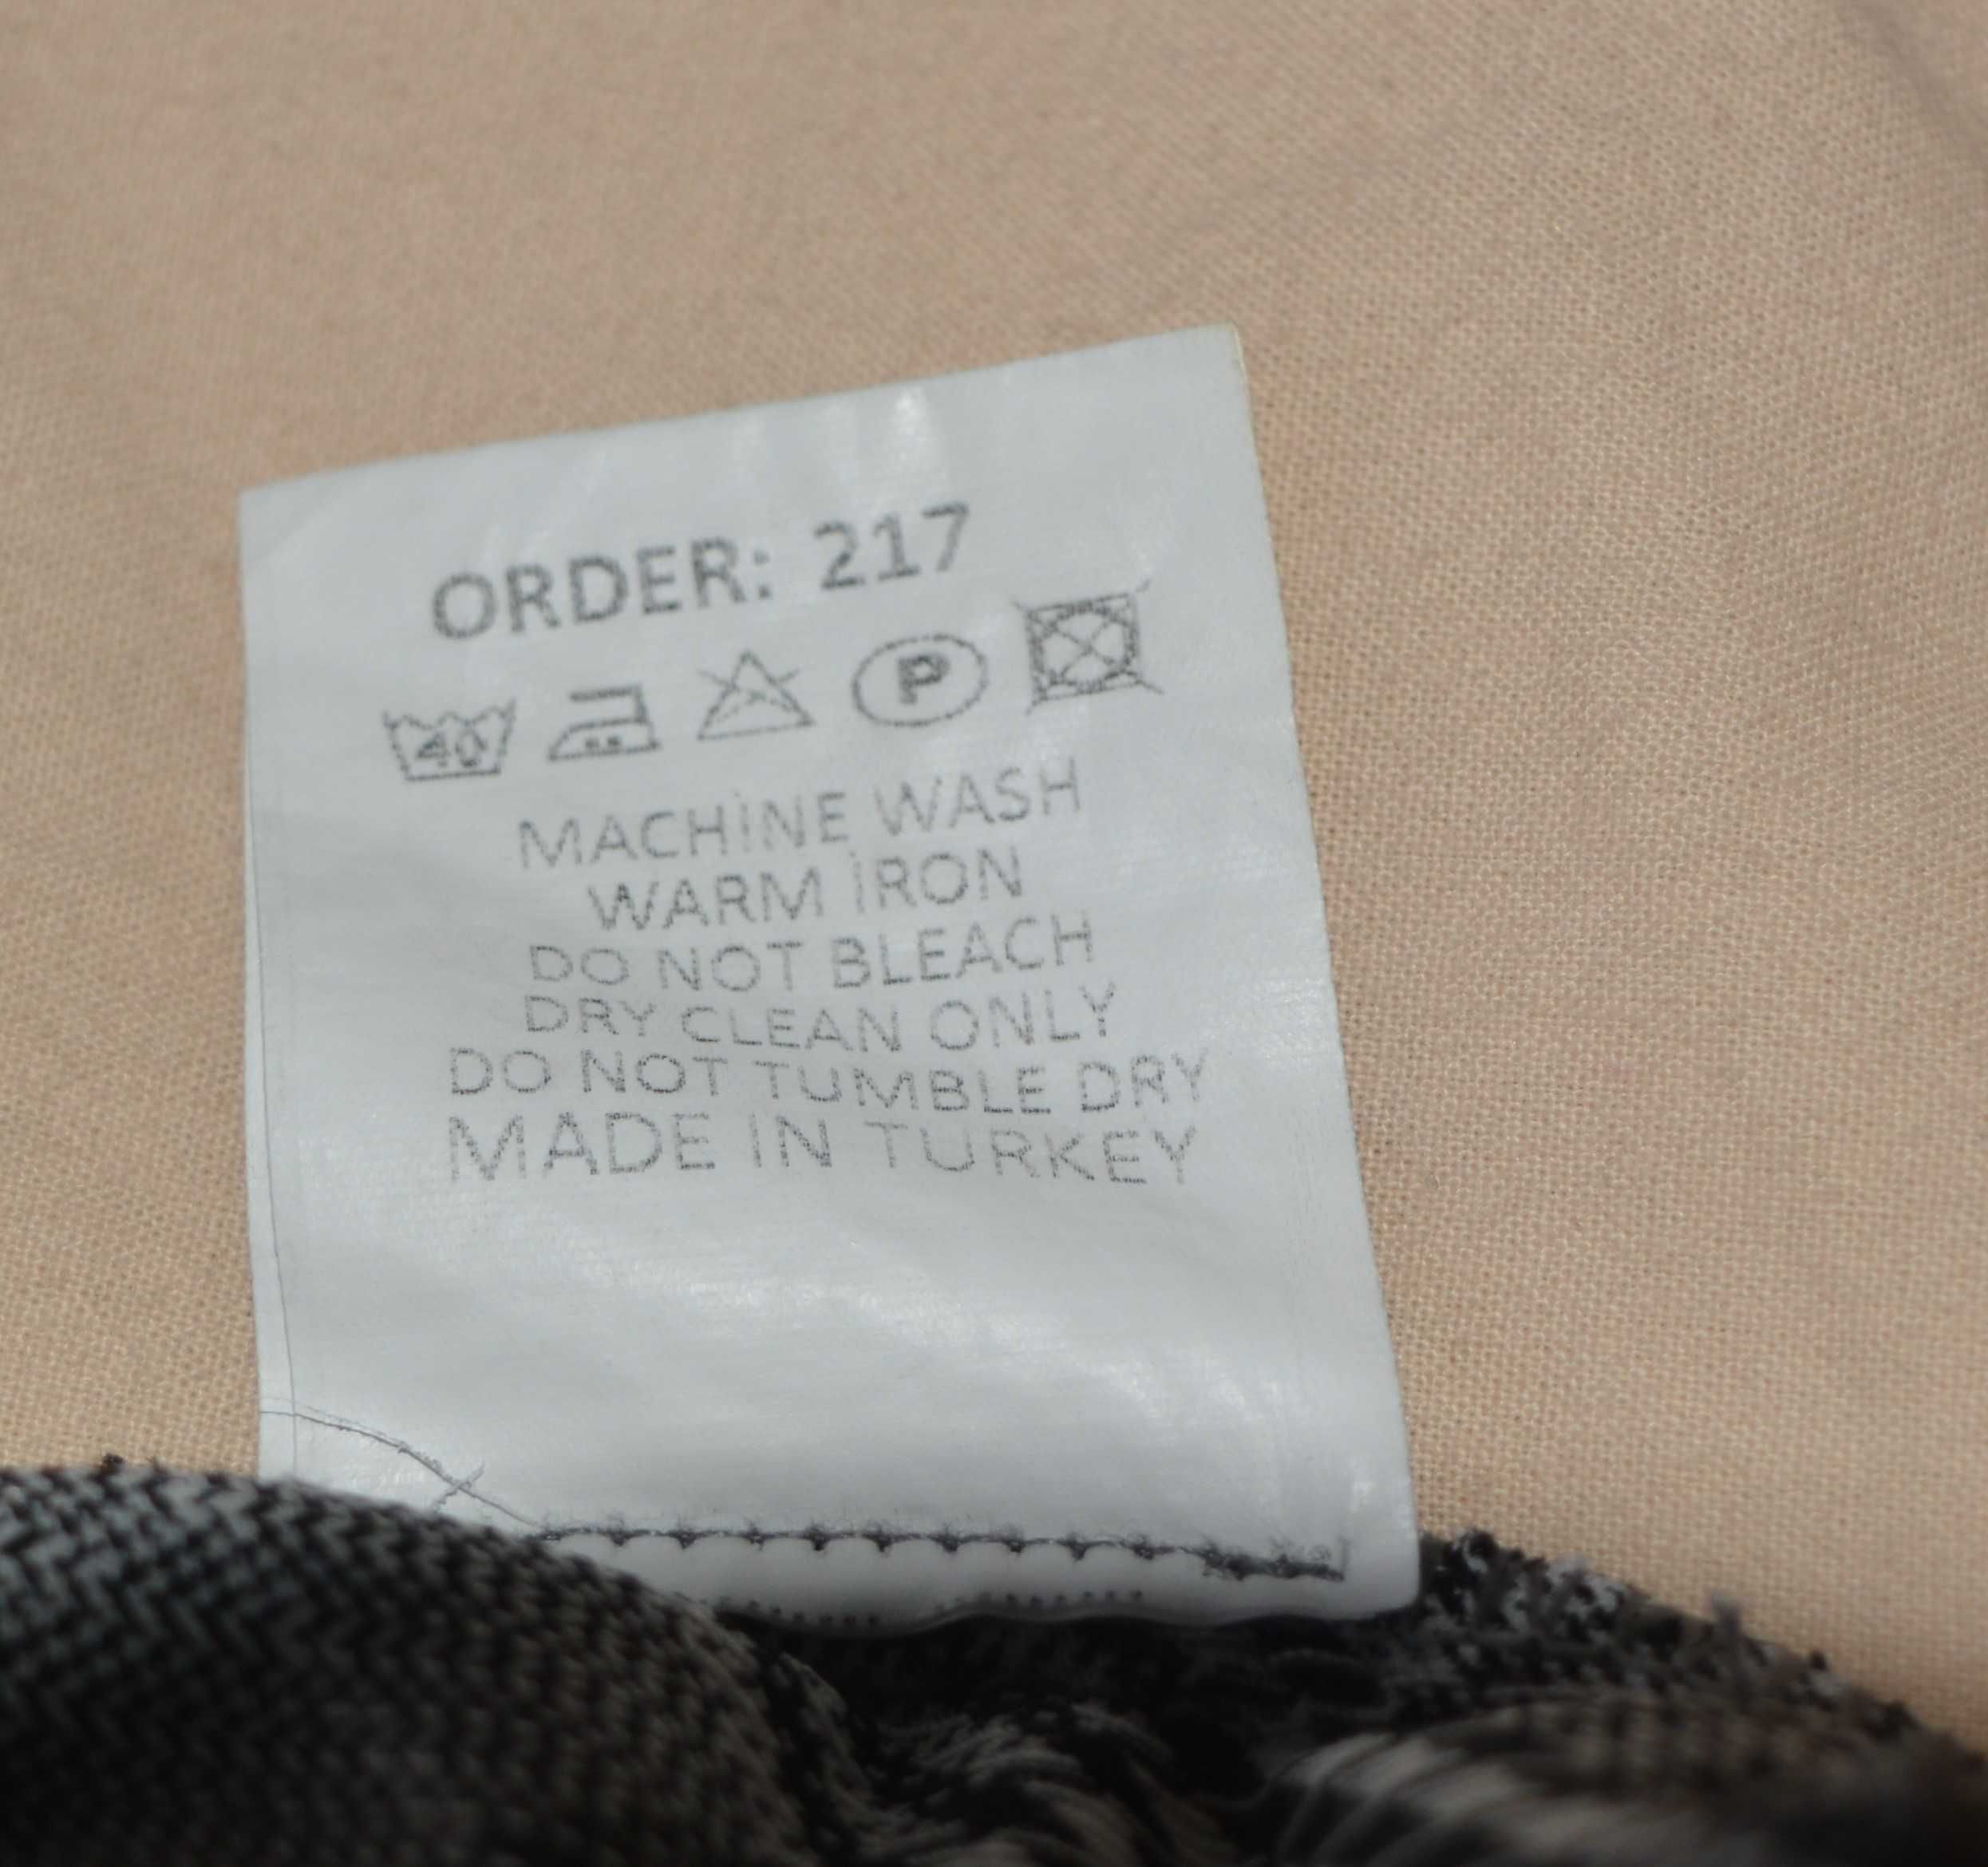 ORDER: 217
40 P
MACHİNE WASH
WARM İRON
DO NOT BLEACH
DRY CLEAN ONLY
DO NOT TUMBLE DRY
MADE IN TURKEY